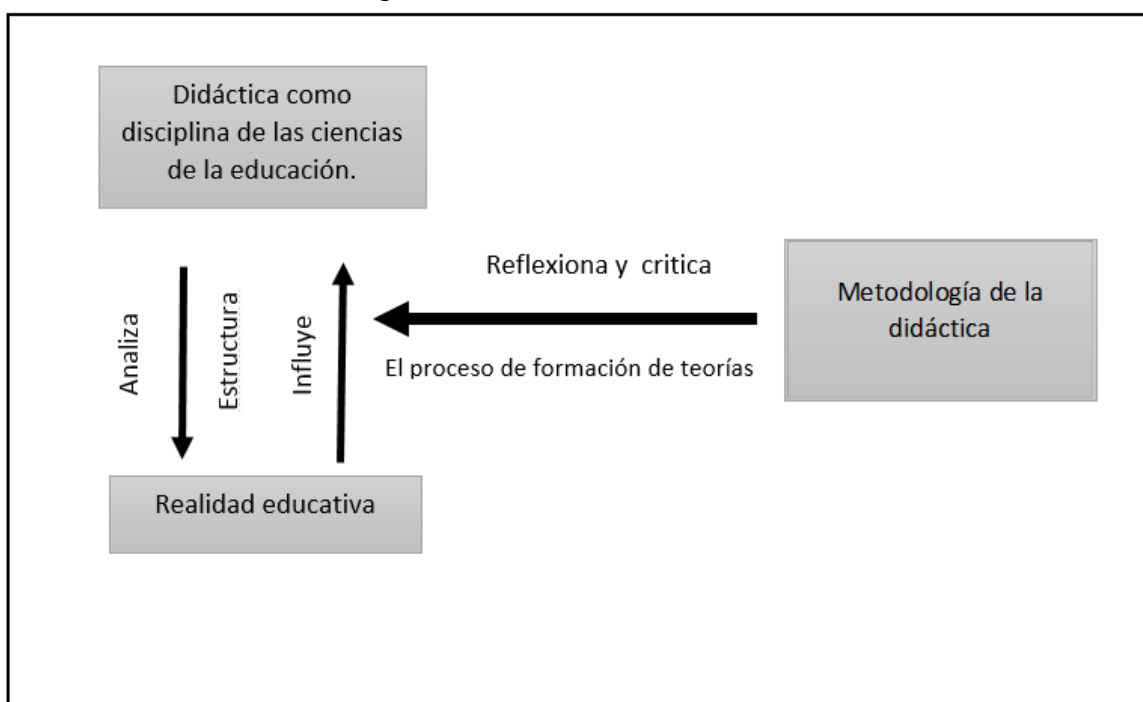 Didáctica como
disciplina de las ciencias
de la educación.
Analiza
Estructura
Influye
Reflexiona y critica
El proceso de formación de teorías
Metodología de la
didáctica
Realidad educativa